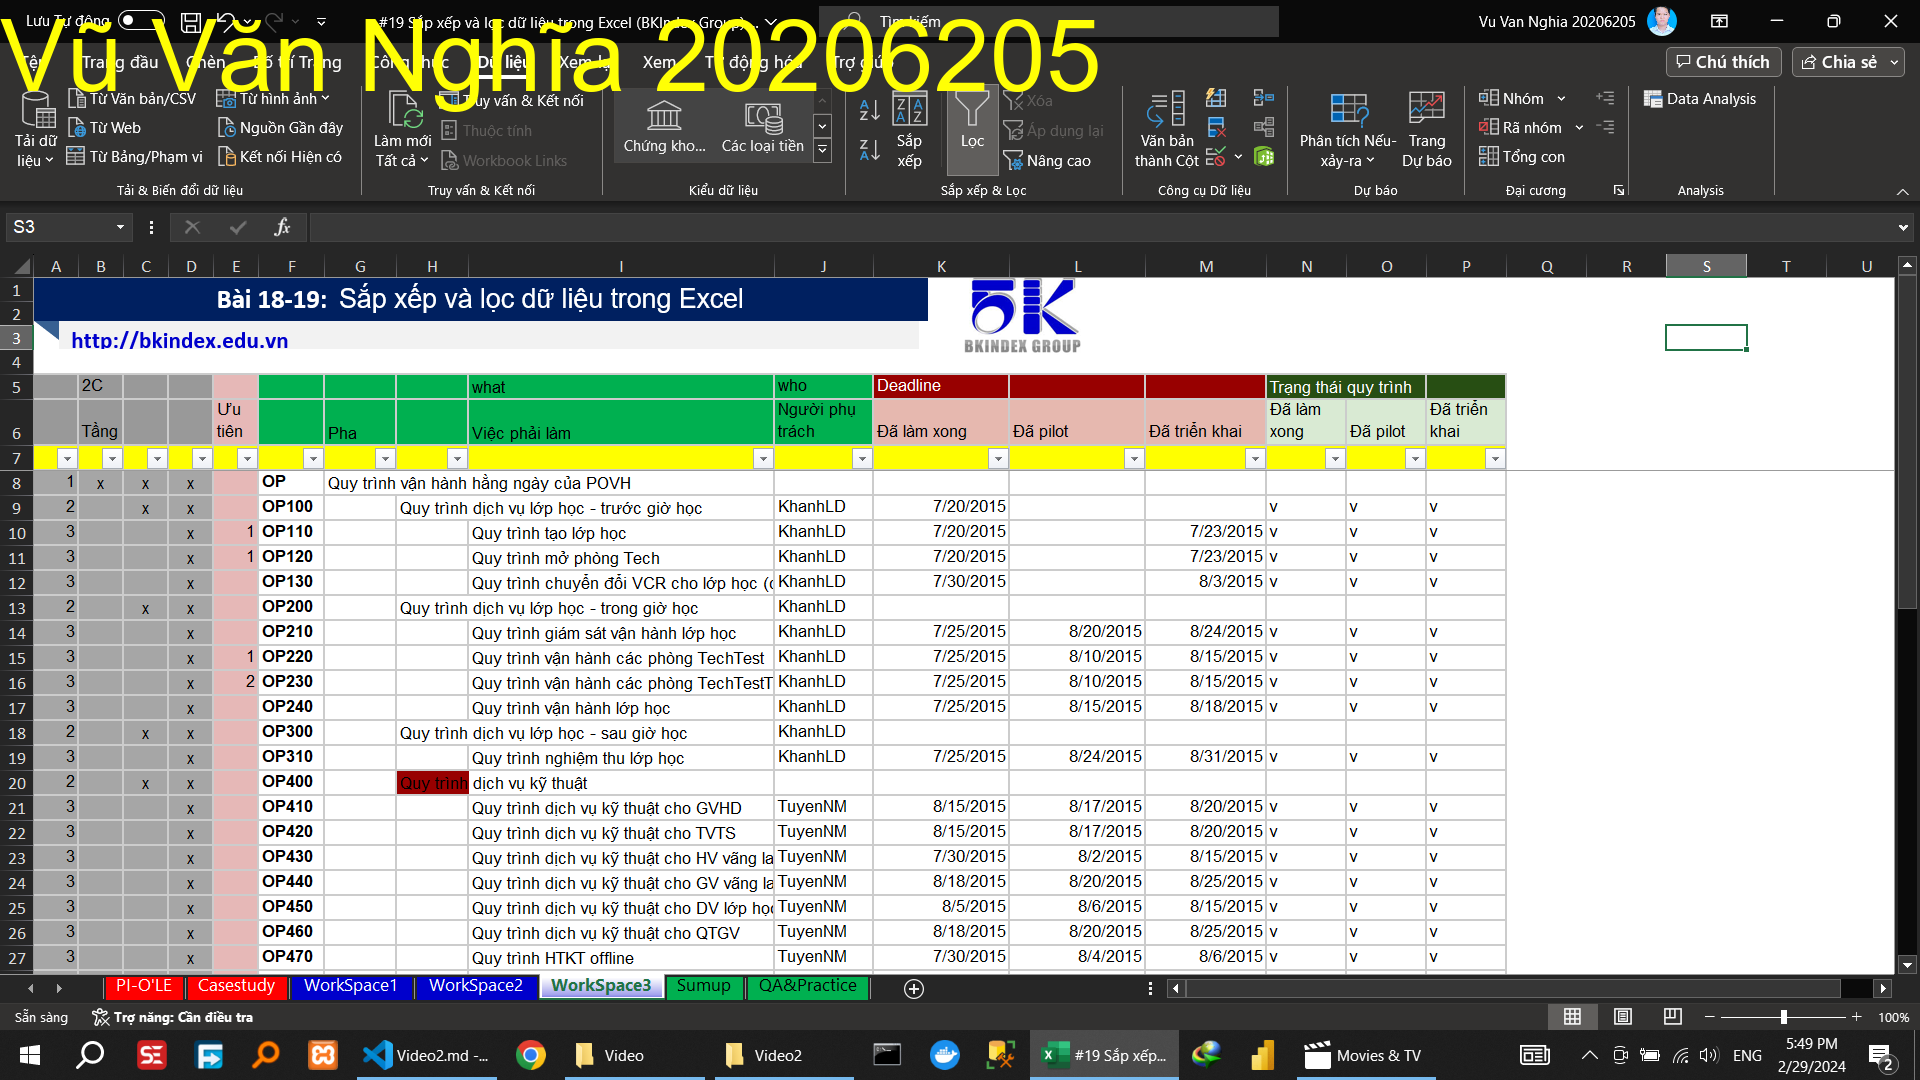 Lưu Tự động
#19 Sắp xếp và lọc dữ liệu trong Excel (BKIndex Group)...
Tìm kiếm
Vu Van Nghia 20206205
Vũ Văn Nghĩa 20206205
Tệp Trang đầu Chèn Bố trí Trang Công thức Dữ liệu Xem lại Xem Tự động hóa Trợ giúp
Chú thích
Chia sẻ
Tải dữ liệu
Từ Văn bản/CSV
Từ Web
Từ Bảng/Phạm vi
Từ hình ảnh
Nguồn Gần đây
Kết nối Hiện có
Tải & Biến đổi dữ liệu
Làm mới Tất cả
Truy vấn & Kết nối
Thuộc tính
Workbook Links
Truy vấn & Kết nối
Chứng kho...
Các loại tiền
Kiểu dữ liệu
Sắp xếp
Lọc
Xóa
Áp dụng lại
Nâng cao
Sắp xếp & Lọc
Văn bản thành Cột
Công cụ Dữ liệu
Phân tích Nếu-xảy-ra
Trang Dự báo
Dự báo
Nhóm
Rã nhóm
Tổng con
Đại cương
Data Analysis
Analysis
S3
fx
A B C D E F G H I J K L M N O P Q R S T U
1
2
Bài 18-19: Sắp xếp và lọc dữ liệu trong Excel
3
http://bkindex.edu.vn
BK
BKINDEX GROUP
4
5 2C what who Deadline Trạng thái quy trình
6 Tầng Ưu tiên Pha Việc phải làm Người phụ trách Đã làm xong Đã pilot Đã triển khai Đã làm xong Đã pilot Đã triển khai
7
8 1 x x x OP Quy trình vận hành hằng ngày của POVH
9 2 x x OP100 Quy trình dịch vụ lớp học - trước giờ học KhanhLD 7/20/2015 v v v
10 3 x 1 OP110 Quy trình tạo lớp học KhanhLD 7/20/2015 7/23/2015 v v v
11 3 x 1 OP120 Quy trình mở phòng Tech KhanhLD 7/20/2015 7/23/2015 v v v
12 3 x OP130 Quy trình chuyển đổi VCR cho lớp học (c KhanhLD 7/30/2015 8/3/2015 v v v
13 2 x x OP200 Quy trình dịch vụ lớp học - trong giờ học KhanhLD
14 3 x OP210 Quy trình giám sát vận hành lớp học KhanhLD 7/25/2015 8/20/2015 8/24/2015 v v v
15 3 x 1 OP220 Quy trình vận hành các phòng TechTest KhanhLD 7/25/2015 8/10/2015 8/15/2015 v v v
16 3 x 2 OP230 Quy trình vận hành các phòng TechTestT KhanhLD 7/25/2015 8/10/2015 8/15/2015 v v v
17 3 x OP240 Quy trình vận hành lớp học KhanhLD 7/25/2015 8/15/2015 8/18/2015 v v v
18 2 x x OP300 Quy trình dịch vụ lớp học - sau giờ học KhanhLD
19 3 x OP310 Quy trình nghiệm thu lớp học KhanhLD 7/25/2015 8/24/2015 8/31/2015 v v v
20 2 x x OP400 Quy trình dịch vụ kỹ thuật
21 3 x OP410 Quy trình dịch vụ kỹ thuật cho GVHD TuyenNM 8/15/2015 8/17/2015 8/20/2015 v v v
22 3 x OP420 Quy trình dịch vụ kỹ thuật cho TVTS TuyenNM 8/15/2015 8/17/2015 8/20/2015 v v v
23 3 x OP430 Quy trình dịch vụ kỹ thuật cho HV vãng la TuyenNM 7/30/2015 8/2/2015 8/15/2015 v v v
24 3 x OP440 Quy trình dịch vụ kỹ thuật cho GV vãng la TuyenNM 8/18/2015 8/20/2015 8/25/2015 v v v
25 3 x OP450 Quy trình dịch vụ kỹ thuật cho DV lớp học TuyenNM 8/5/2015 8/6/2015 8/15/2015 v v v
26 3 x OP460 Quy trình dịch vụ kỹ thuật cho QTGV TuyenNM 8/18/2015 8/20/2015 8/25/2015 v v v
27 3 x OP470 Quy trình HTKT offline TuyenNM 7/30/2015 8/4/2015 8/6/2015 v v v
PI-O'LE Casestudy WorkSpace1 WorkSpace2 WorkSpace3 Sumup QA&Practice
Sẵn sàng
Trợ năng: Cần điều tra
100%
Video2.md -...
Video
Video2
#19 Sắp xếp...
Movies & TV
ENG
5:49 PM
2/29/2024
2